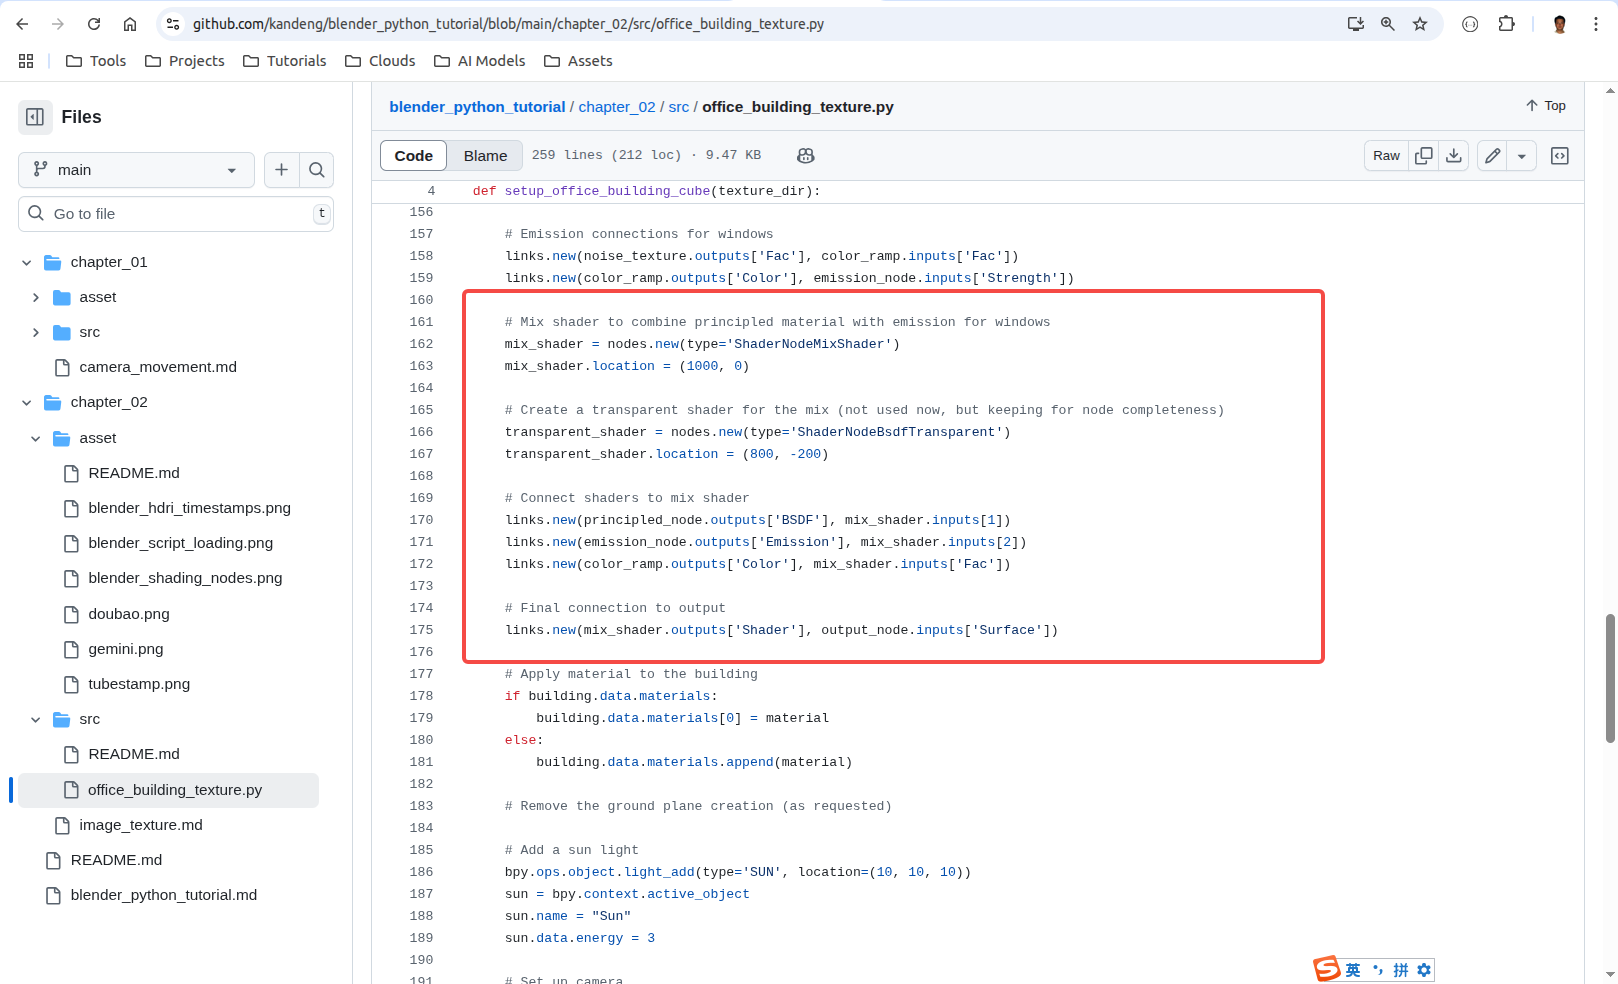 github.com/kandeng/blender_python_tutorial/blob/main/chapter_02/src/office_building_texture.py
Tools Projects Tutorials Clouds AI Models Assets
Files
main
Go to file t
chapter_01
asset
src
camera_movement.md
chapter_02
asset
README.md
blender_hdri_timestamps.png
blender_script_loading.png
blender_shading_nodes.png
doubao.png
gemini.png
tubestamp.png
src
README.md
office_building_texture.py
image_texture.md
README.md
blender_python_tutorial.md
blender_python_tutorial / chapter_02 / src / office_building_texture.py Top
Code Blame 259 lines (212 loc) · 9.47 KB Raw
4 def setup_office_building_cube(texture_dir):
156
157 # Emission connections for windows
158 links.new(noise_texture.outputs['Fac'], color_ramp.inputs['Fac'])
159 links.new(color_ramp.outputs['Color'], emission_node.inputs['Strength'])
160
161 # Mix shader to combine principled material with emission for windows
162 mix_shader = nodes.new(type='ShaderNodeMixShader')
163 mix_shader.location = (1000, 0)
164
165 # Create a transparent shader for the mix (not used now, but keeping for node completeness)
166 transparent_shader = nodes.new(type='ShaderNodeBsdfTransparent')
167 transparent_shader.location = (800, -200)
168
169 # Connect shaders to mix shader
170 links.new(principled_node.outputs['BSDF'], mix_shader.inputs[1])
171 links.new(emission_node.outputs['Emission'], mix_shader.inputs[2])
172 links.new(color_ramp.outputs['Color'], mix_shader.inputs['Fac'])
173
174 # Final connection to output
175 links.new(mix_shader.outputs['Shader'], output_node.inputs['Surface'])
176
177 # Apply material to the building
178 if building.data.materials:
179 building.data.materials[0] = material
180 else:
181 building.data.materials.append(material)
182
183 # Remove the ground plane creation (as requested)
184
185 # Add a sun light
186 bpy.ops.object.light_add(type='SUN', location=(10, 10, 10))
187 sun = bpy.context.active_object
188 sun.name = "Sun"
189 sun.data.energy = 3
190
191 # Set up camera
英 拼